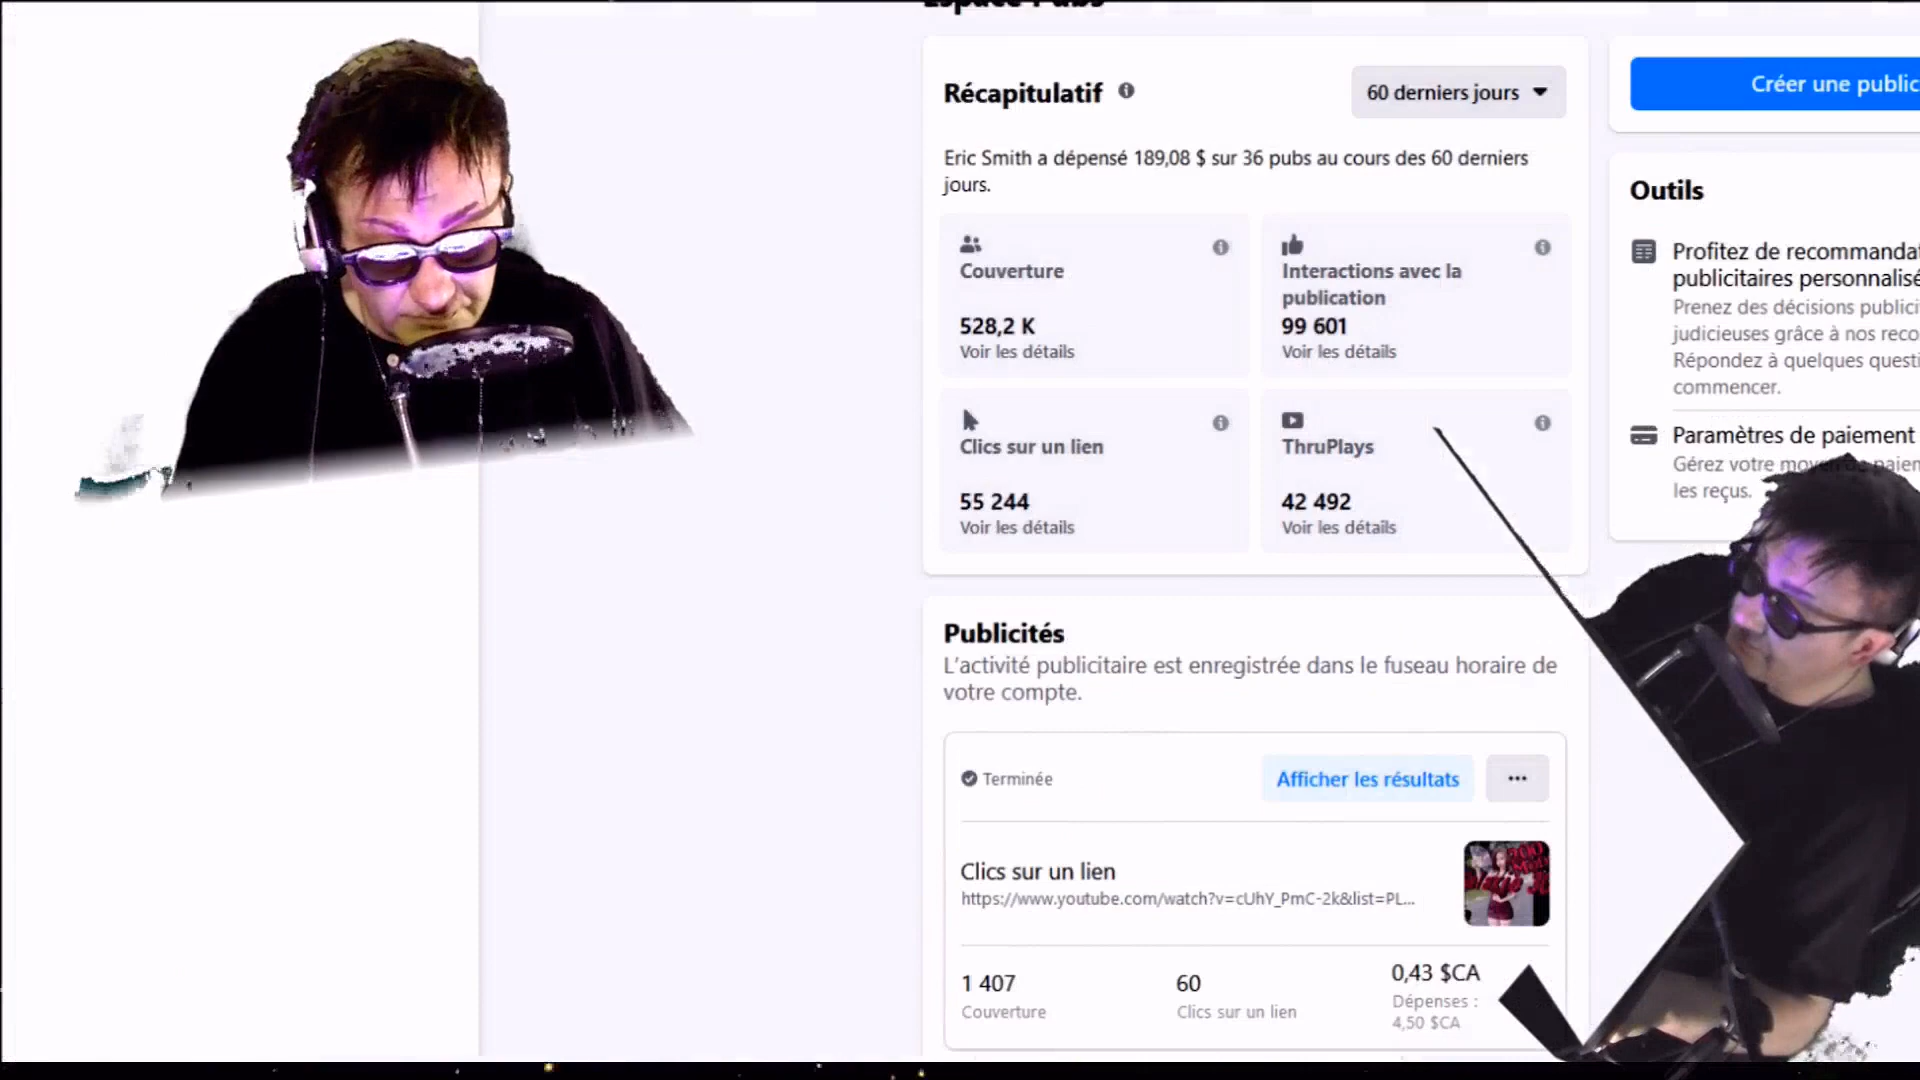 Espace Pubs
Récapitulatif
60 derniers jours
Eric Smith a dépensé 189,08 $ sur 36 pubs au cours des 60 derniers
jours.
Couverture
528,2 K
Voir les détails
Interactions avec la
publication
99 601
Voir les détails
Clics sur un lien
55 244
Voir les détails
ThruPlays
42 492
Voir les détails
Publicités
L'activité publicitaire est enregistrée dans le fuseau horaire de
votre compte.
Terminée
Afficher les résultats
Clics sur un lien
https://www.youtube.com/watch?v=cUhY_PmC-2k&list=PL...
1 407
Couverture
60
Clics sur un lien
0,43 $CA
Dépenses :
4,50 $CA
Créer une public
Outils
Profitez de recommandat
publicitaires personnalisé
Prenez des décisions publici
judicieuses grâce à nos reco
Répondez à quelques questi
commencer.
Paramètres de paiement
Gérez votre moyen de paiem
les reçus.